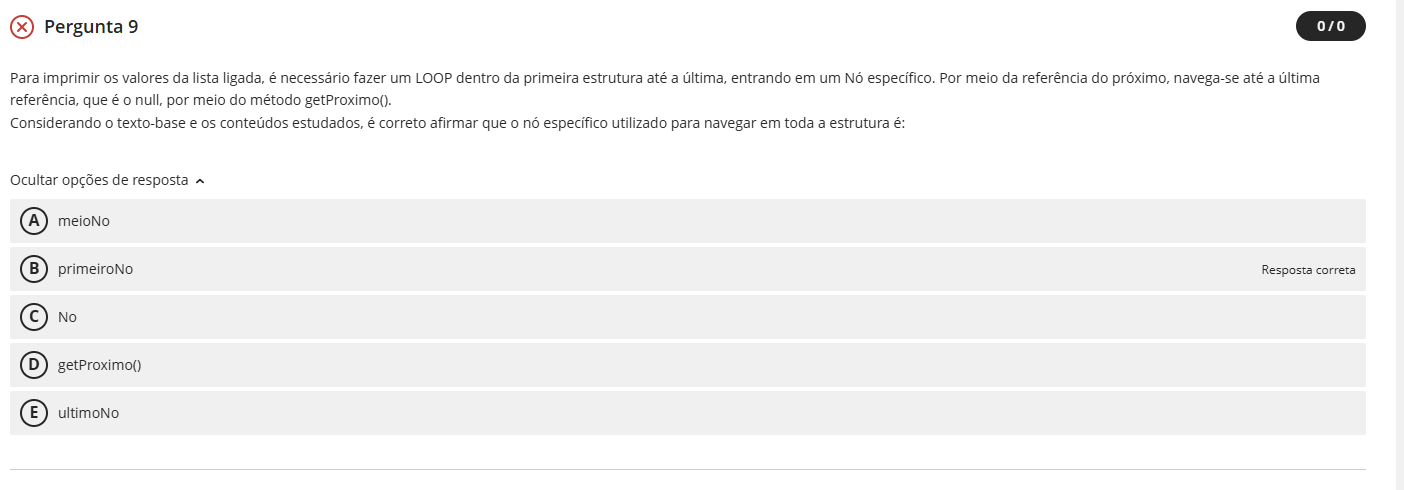 Pergunta 9
0 / 0
Para imprimir os valores da lista ligada, é necessário fazer um LOOP dentro da primeira estrutura até a última, entrando em um Nó específico. Por meio da referência do próximo, navega-se até a última
referência, que é o null, por meio do método getProximo().
Considerando o texto-base e os conteúdos estudados, é correto afirmar que o nó específico utilizado para navegar em toda a estrutura é:
Ocultar opções de resposta
A meioNo
B primeiroNo Resposta correta
C No
D getProximo()
E ultimoNo